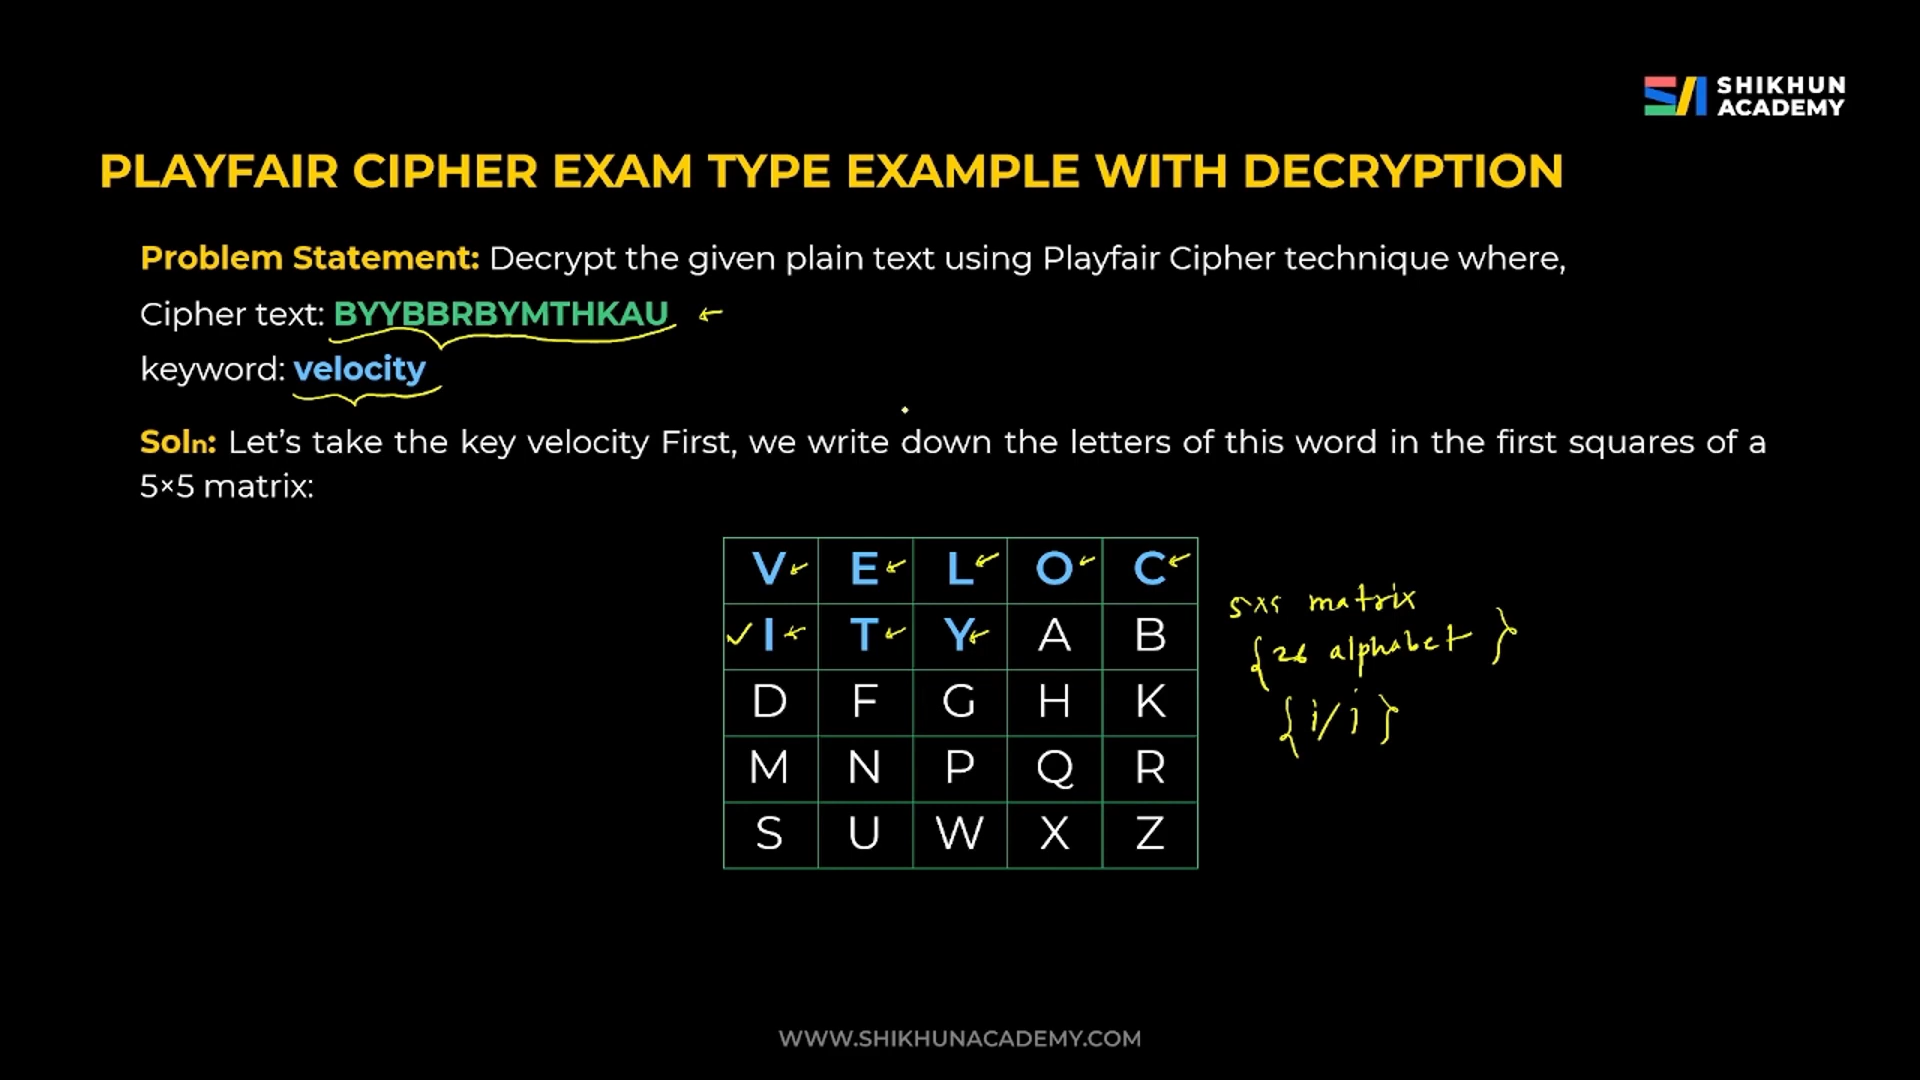 SHIKHUN
ACADEMY
PLAYFAIR CIPHER EXAM TYPE EXAMPLE WITH DECRYPTION
Problem Statement: Decrypt the given plain text using Playfair Cipher technique where,
Cipher text: BYYBBRBYMTHKAU
keyword: velocity
Soln: Let's take the key velocity First, we write down the letters of this word in the first squares of a
5×5 matrix:
V E L O C
I T Y A B
D F G H K
M N P Q R
S U W X Z
5x5 matrix
{26 alphabet}
{i/j}
WWW.SHIKHUNACADEMY.COM